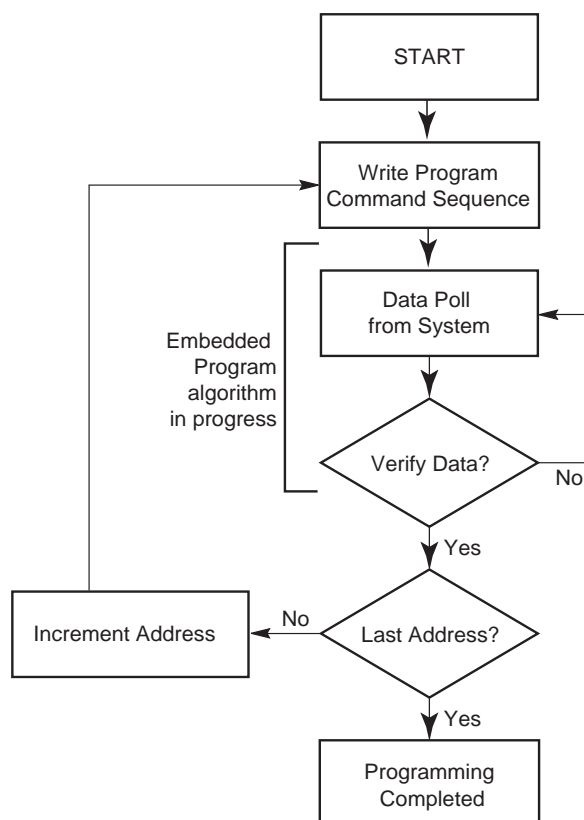 START
Write Program
Command Sequence
Data Poll
from System
Embedded
Program
algorithm
in progress
Verify Data?
No
Yes
No
Increment Address
Last Address?
Yes
Programming
Completed